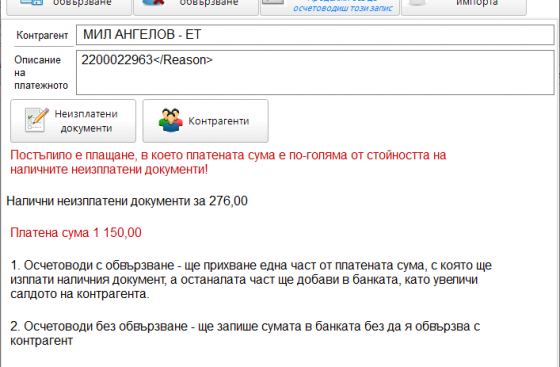 обвързване обвързване осчетоводиш този запис импорта
Контрагент МИЛ АНГЕЛОВ - ЕТ
Описание 2200022963</Reason>
на
платежното
Неизплатени
документи
Контрагенти
Постъпило е плащане, в което платената сума е по-голяма от стойността на
наличните неизплатени документи!
Налични неизплатени документи за 276,00
Платена сума 1 150,00
1. Осчетоводи с обвързване - ще прихване една част от платената сума, с която ще
изплати наличния документ, а останалата част ще добави в банката, като увеличи
салдото на контрагента.
2. Осчетоводи без обвързване - ще запише сумата в банката без да я обвързва с
контрагент